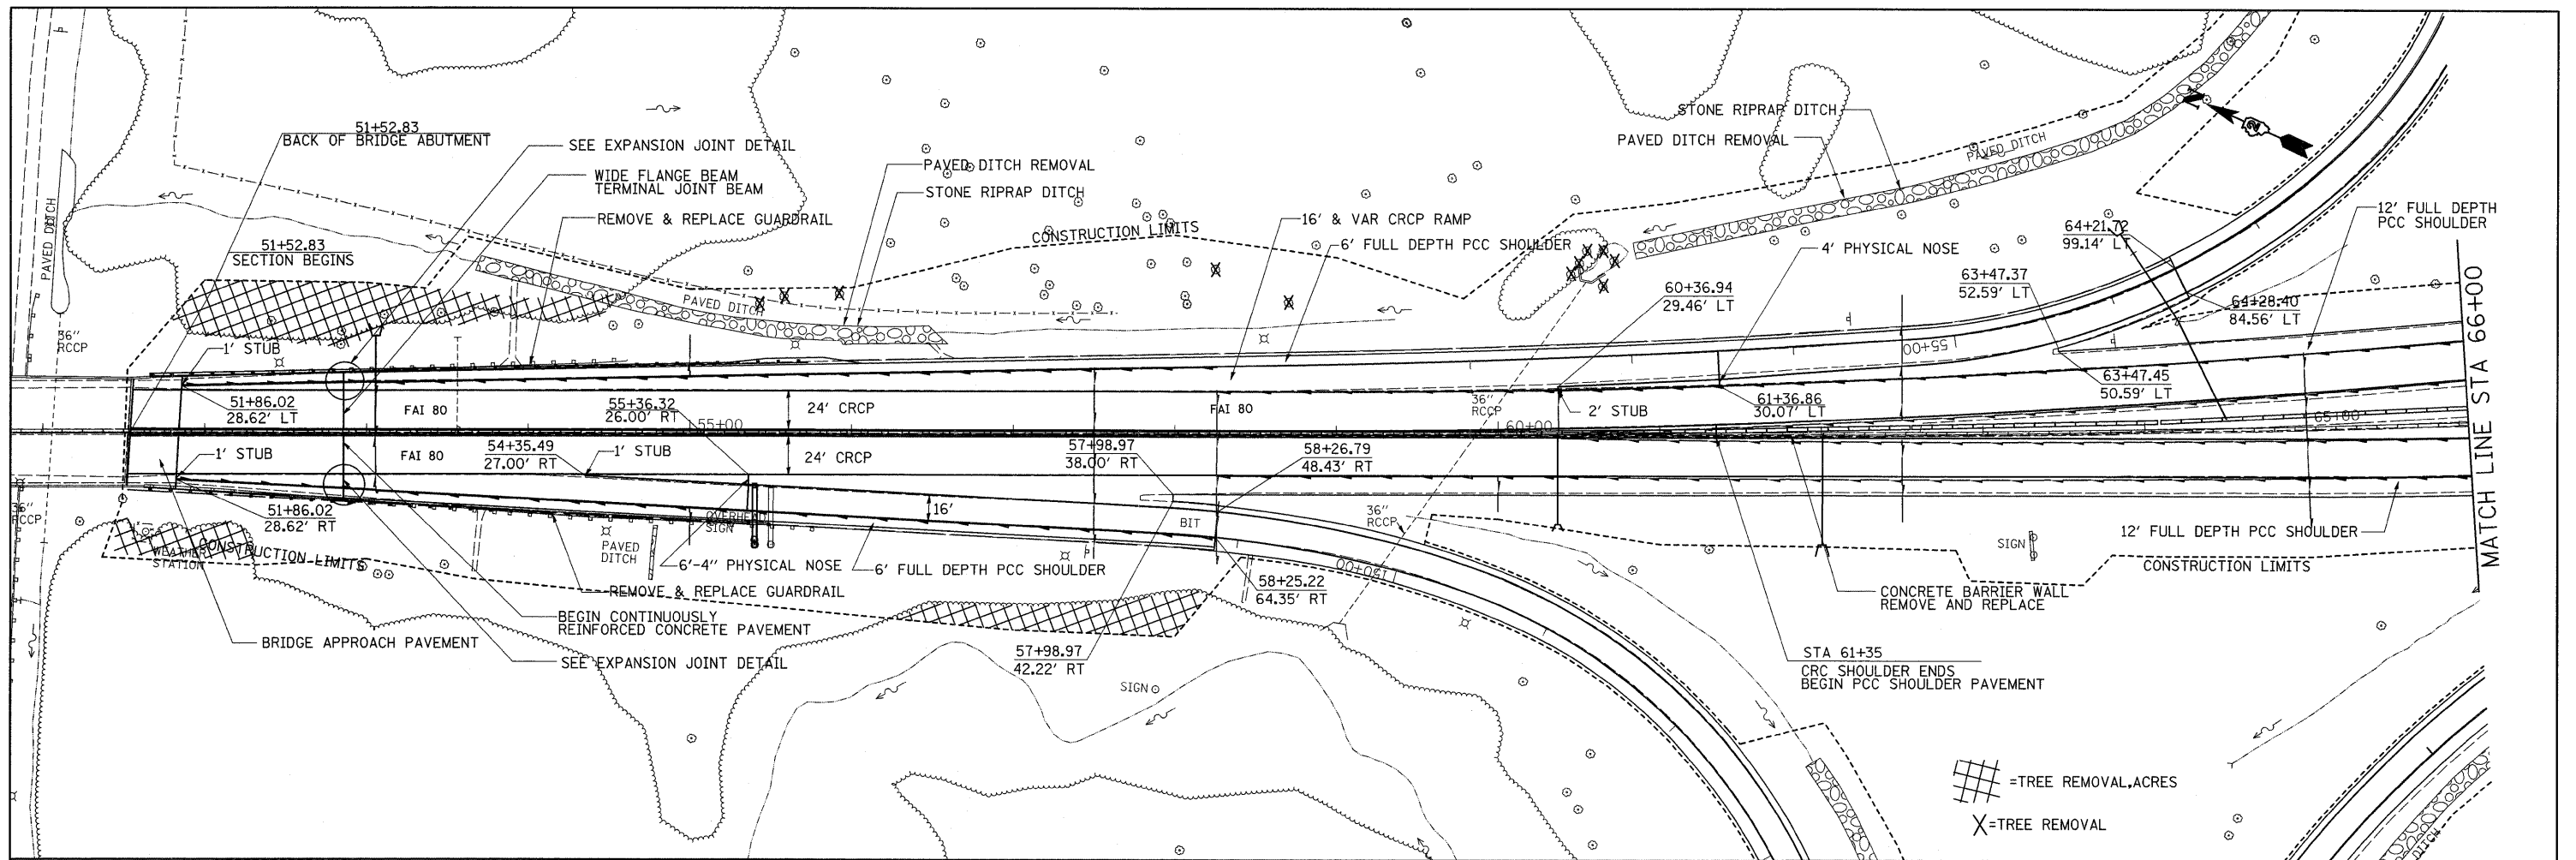 51+52.83
BACK OF BRIDGE ABUTMENT
SEE EXPANSION JOINT DETAIL
WIDE FLANGE BEAM
TERMINAL JOINT BEAM
REMOVE & REPLACE GUARDRAIL
PAVED DITCH REMOVAL
STONE RIPRAP DITCH
16' & VAR CRCP RAMP
6' FULL DEPTH PCC SHOULDER
CONSTRUCTION LIMITS
STONE RIPRAP DITCH
PAVED DITCH REMOVAL
PAVED DITCH
2
12' FULL DEPTH
PCC SHOULDER
4' PHYSICAL NOSE
64+21.72
99.14' LT
63+47.37
52.59' LT
64+28.40
84.56' LT
60+36.94
29.46' LT
PAVED DITCH
51+52.83
SECTION BEGINS
PAVED DITCH
36"
RCCP
1' STUB
51+86.02
28.62' LT
FAI 80
55+36.32
26.00' RT
24' CRCP
FAI 80
36"
RCCP
2' STUB
61+36.86
30.07' LT
63+47.45
50.59' LT
55+00
55+00
60+00
65+00
MATCH LINE STA 66+00
1' STUB
FAI 80
54+35.49
27.00' RT
1' STUB
24' CRCP
57+98.97
38.00' RT
58+26.79
48.43' RT
36"
RCCP
51+86.02
28.62' RT
16'
OVERHEAD
SIGN
BIT
36"
RCCP
150+00
SIGN
12' FULL DEPTH PCC SHOULDER
CONSTRUCTION LIMITS
WEATHER
STATION
CONSTRUCTION LIMITS
PAVED
DITCH
6'-4" PHYSICAL NOSE
6' FULL DEPTH PCC SHOULDER
58+25.22
64.35' RT
REMOVE & REPLACE GUARDRAIL
CONCRETE BARRIER WALL
REMOVE AND REPLACE
BEGIN CONTINUOUSLY
REINFORCED CONCRETE PAVEMENT
BRIDGE APPROACH PAVEMENT
SEE EXPANSION JOINT DETAIL
57+98.97
42.22' RT
STA 61+35
CRC SHOULDER ENDS
BEGIN PCC SHOULDER PAVEMENT
SIGN
=TREE REMOVAL,ACRES
X=TREE REMOVAL
DITCH